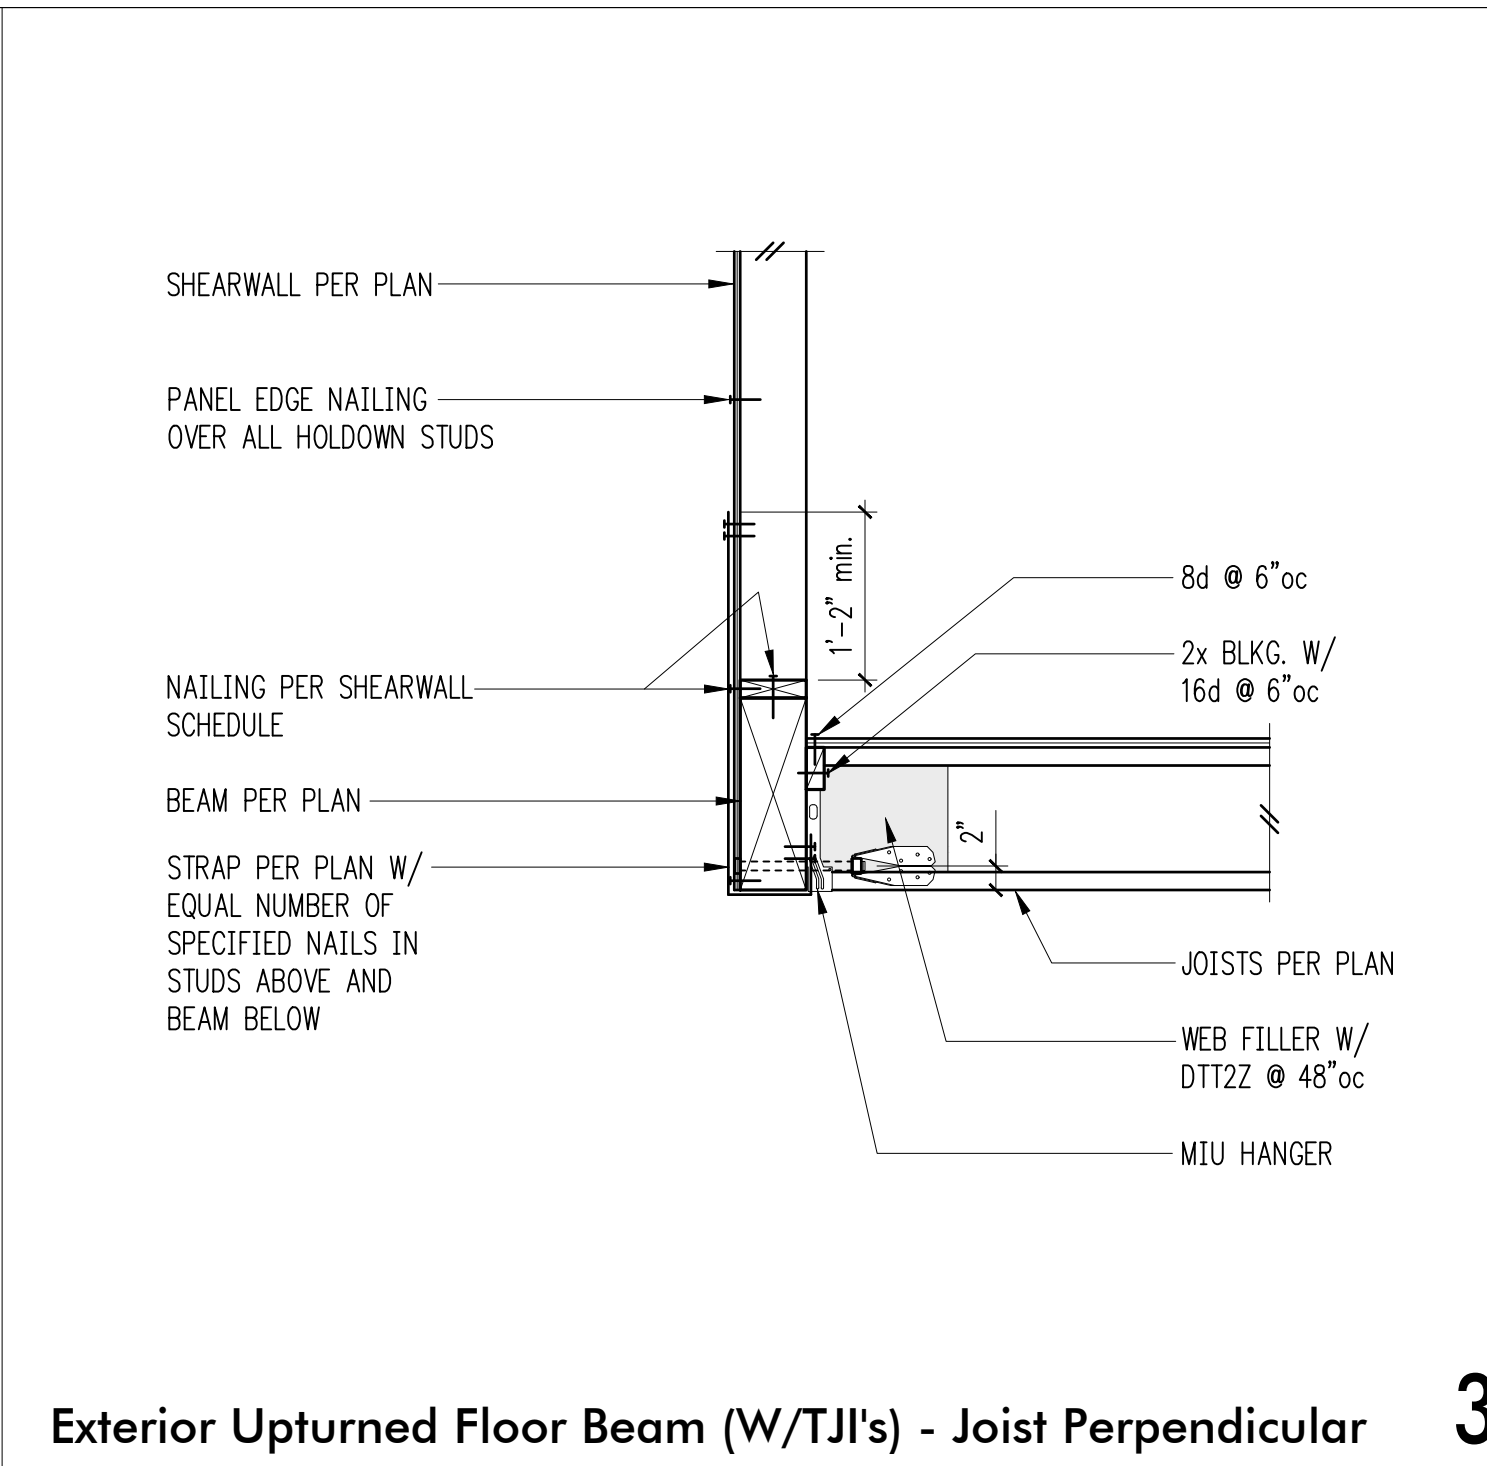 SHEARWALL PER PLAN
PANEL EDGE NAILING
OVER ALL HOLDOWN STUDS
1'-2" min.
8d @ 6"oc
2x BLKG. W/
16d @ 6"oc
NAILING PER SHEARWALL
SCHEDULE
BEAM PER PLAN
2"
STRAP PER PLAN W/
EQUAL NUMBER OF
SPECIFIED NAILS IN
STUDS ABOVE AND
BEAM BELOW
JOISTS PER PLAN
WEB FILLER W/
DTT2Z @ 48"oc
MIU HANGER
Exterior Upturned Floor Beam (W/TJI's) - Joist Perpendicular
3